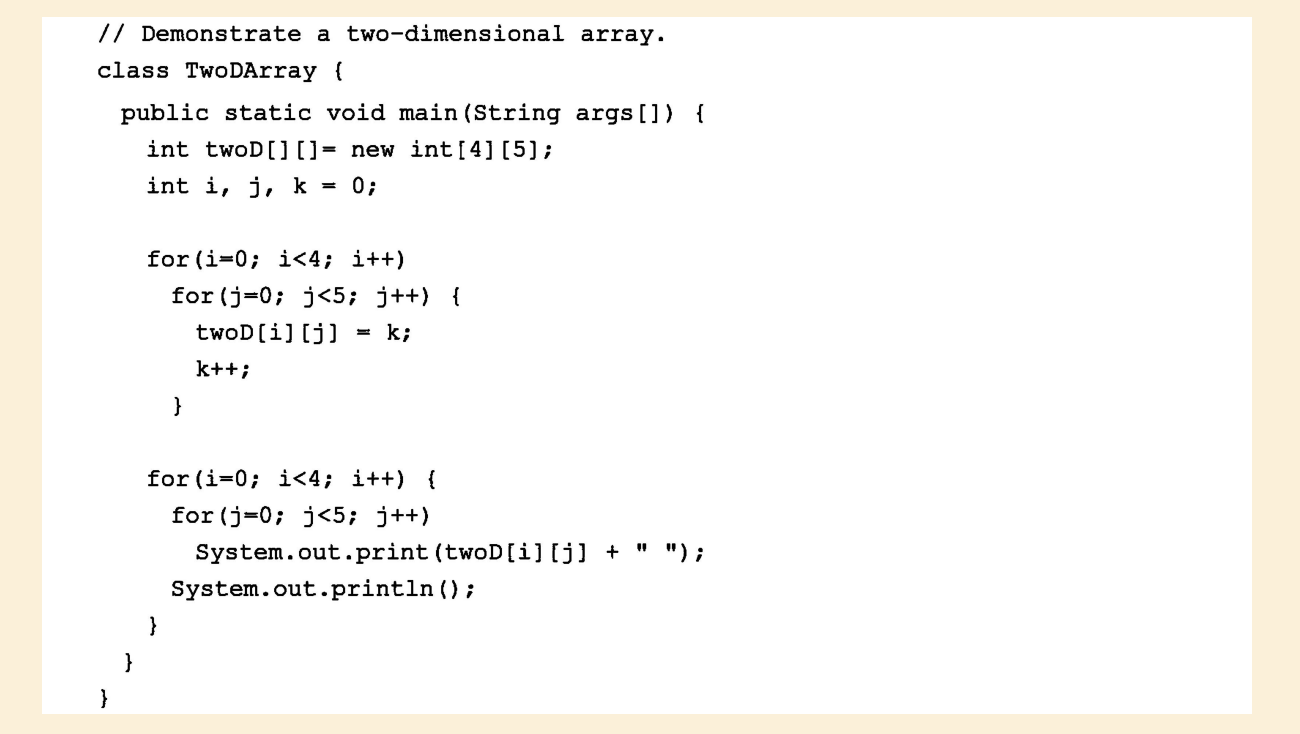 // Demonstrate a two-dimensional array.
class TwoDArray {
public static void main(String args[]) {
int twoD[][]= new int[4][5];
int i, j, k = 0;
for(i=0; i<4; i++)
for(j=0; j<5; j++) {
twoD[i][j] = k;
k++;
}
for(i=0; i<4; i++) {
for(j=0; j<5; j++)
System.out.print(twoD[i][j] + " ");
System.out.println();
}
}
}